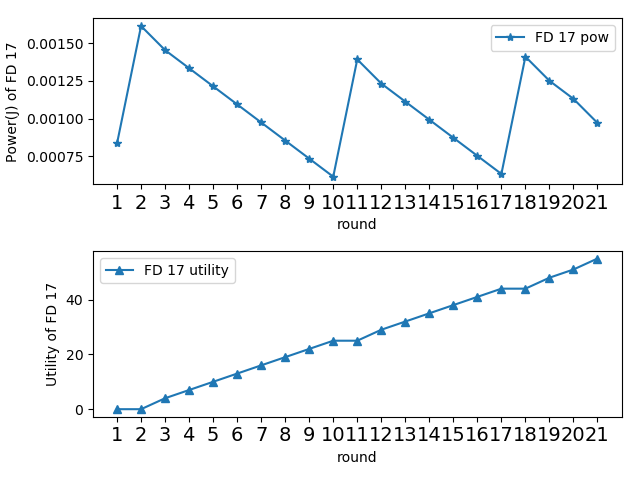 Power(J) of FD 17
0.00150
0.00125
0.00100
0.00075
FD 17 pow
1 2 3 4 5 6 7 8 9 10 11 12 13 14 15 16 17 18 19 20 21
round
Utility of FD 17
40
20
0
FD 17 utility
1 2 3 4 5 6 7 8 9 10 11 12 13 14 15 16 17 18 19 20 21
round